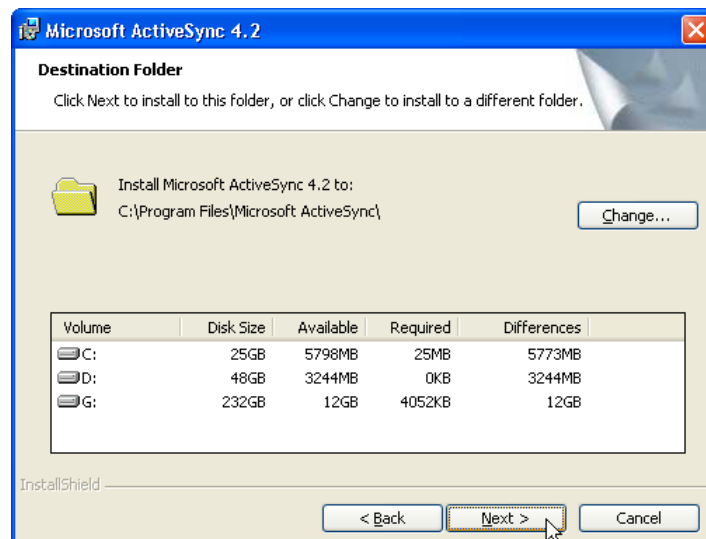 Microsoft ActiveSync 4.2
Destination Folder
Click Next to install to this folder, or click Change to install to a different folder.
Install Microsoft ActiveSync 4.2 to:
C:\Program Files\Microsoft ActiveSync\
Change...
Volume Disk Size Available Required Differences
C: 25GB 5798MB 25MB 5773MB
D: 48GB 3244MB 0KB 3244MB
G: 232GB 12GB 4052KB 12GB
InstallShield
< Back Next > Cancel